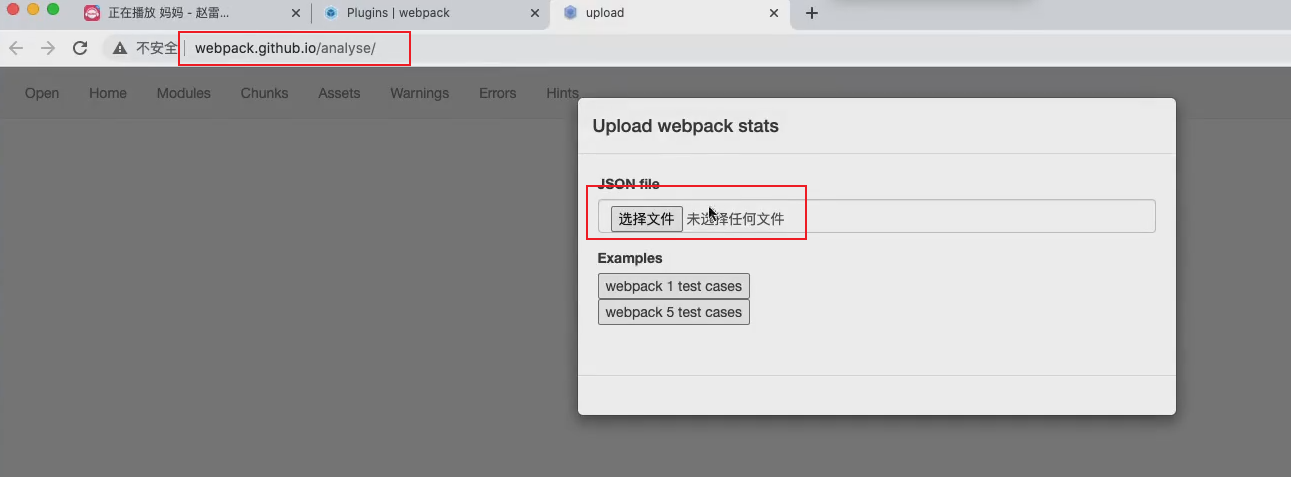 正在播放 妈妈 - 赵雷...
Plugins | webpack
upload
不安全 | webpack.github.io/analyse/
Open Home Modules Chunks Assets Warnings Errors Hints
Upload webpack stats
JSON file
选择文件 未选择任何文件
Examples
webpack 1 test cases
webpack 5 test cases